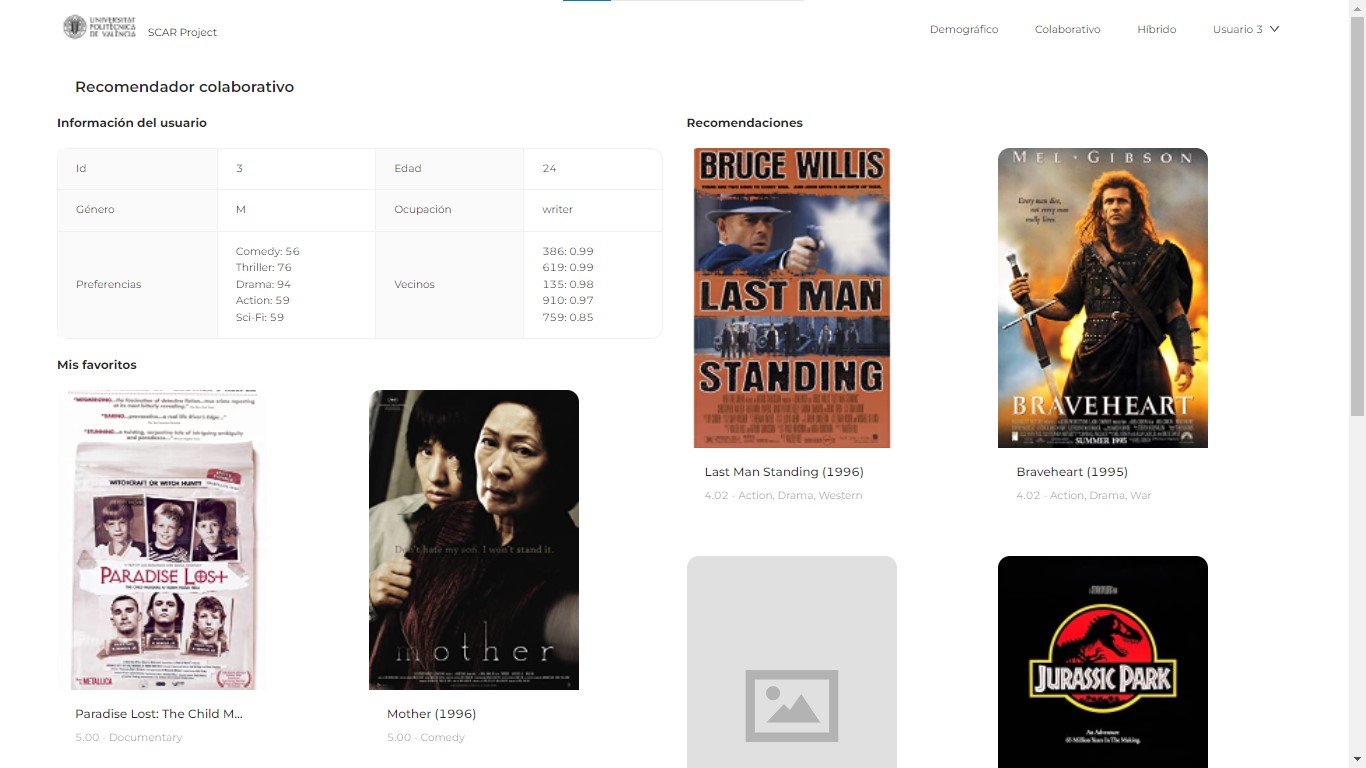 UNIVERSITAT
POLITÈCNICA
DE VALÈNCIA
SCAR Project
Demográfico
Colaborativo
Híbrido
Usuario 3
Recomendador colaborativo
Información del usuario
Id
3
Edad
24
Género
M
Ocupación
writer
Preferencias
Comedy: 56
Thriller: 76
Drama: 94
Action: 59
Sci-Fi: 59
Vecinos
386: 0.99
619: 0.99
135: 0.98
910: 0.97
759: 0.85
Mis favoritos
WITCHCRAFT OR WITCH HUNT?
PARADISE LOST
METALLICA
Paradise Lost: The Child M...
5.00 - Documentary
Don't hate my son. I won't stand it.
mother
Mother (1996)
5.00 - Comedy
Recomendaciones
BRUCE WILLIS
LAST MAN
STANDING
Last Man Standing (1996)
4.02 - Action, Drama, Western
MEL · GIBSON
Every man dies,
not every man
really lives.
BRAVEHEART
SUMMER 1995
Braveheart (1995)
4.02 - Action, Drama, War
JURASSIC PARK
An Adventure
65 Million Years In The Making.